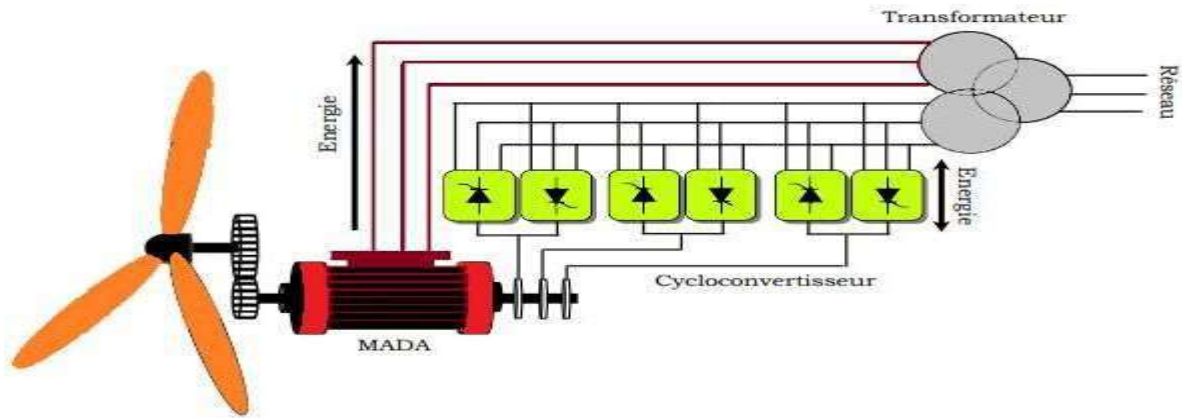 Transformateur
Réseau
Energie
Energie
Cycloconvertisseur
MADA